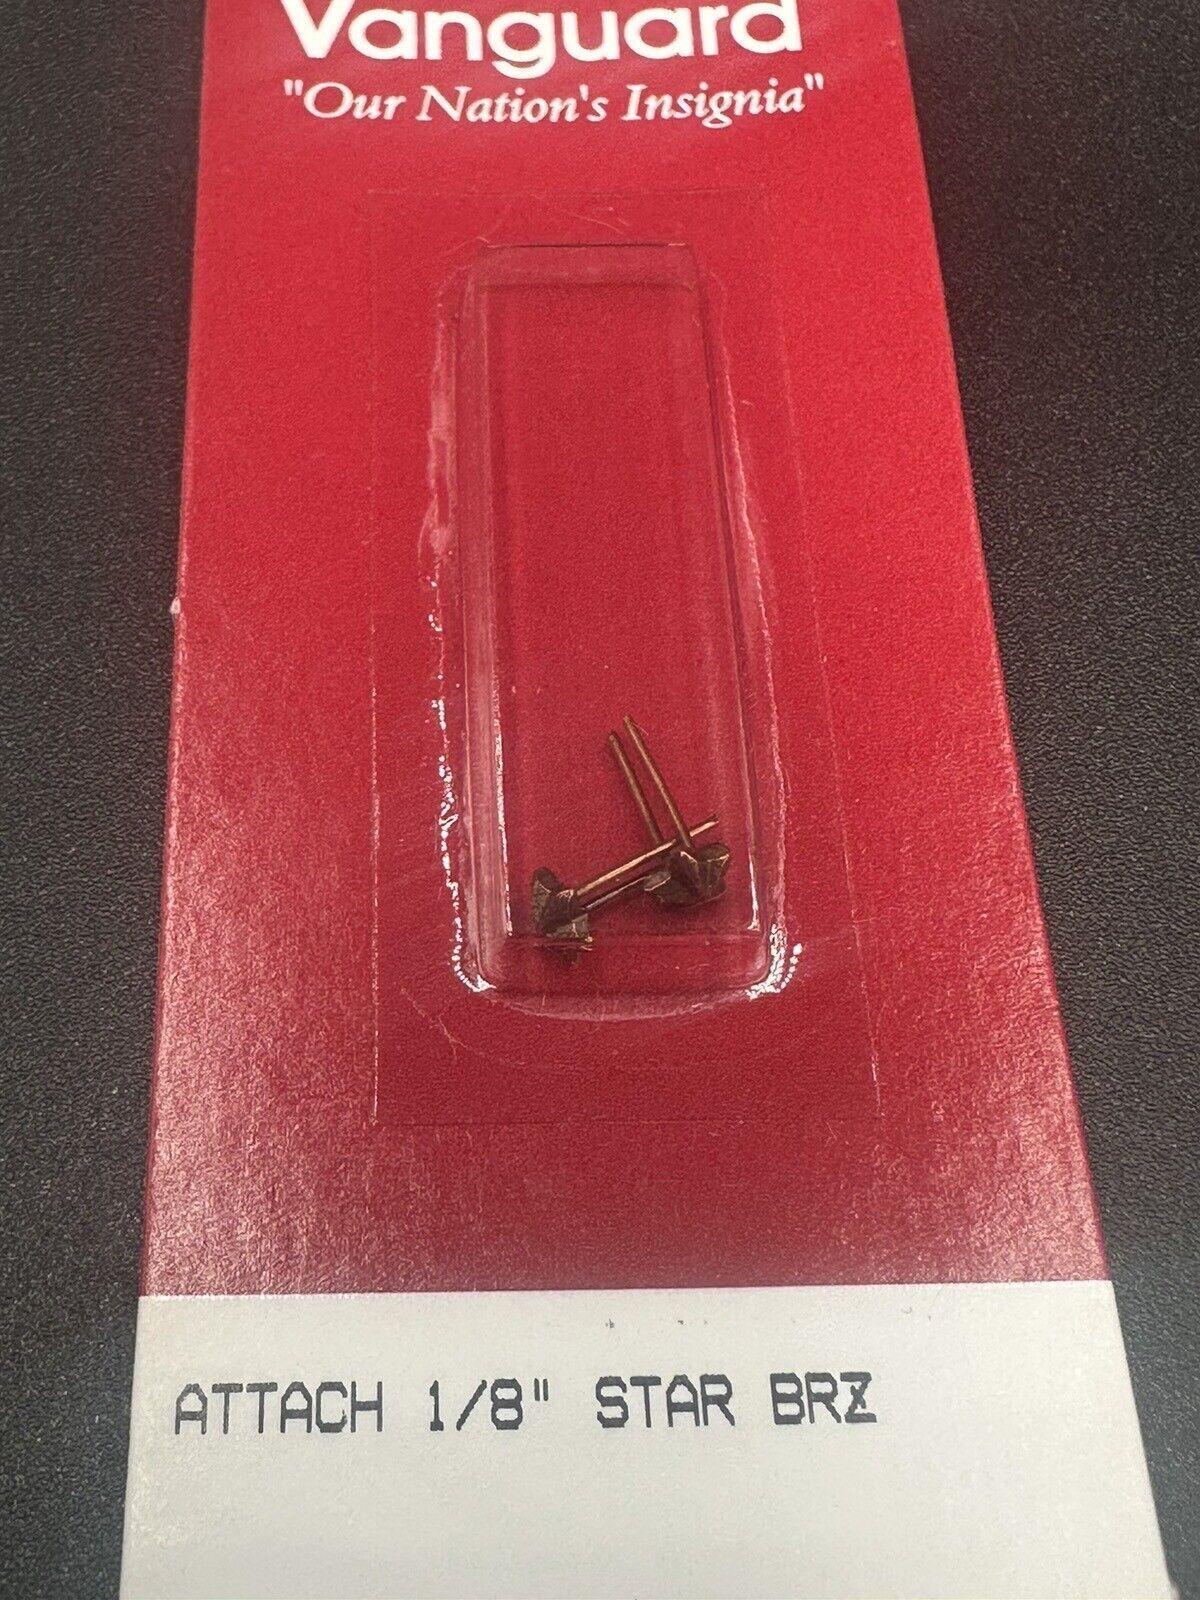 Vanguard
"Our Nation's Insignia"
ATTACH 1/8" STAR BRZ